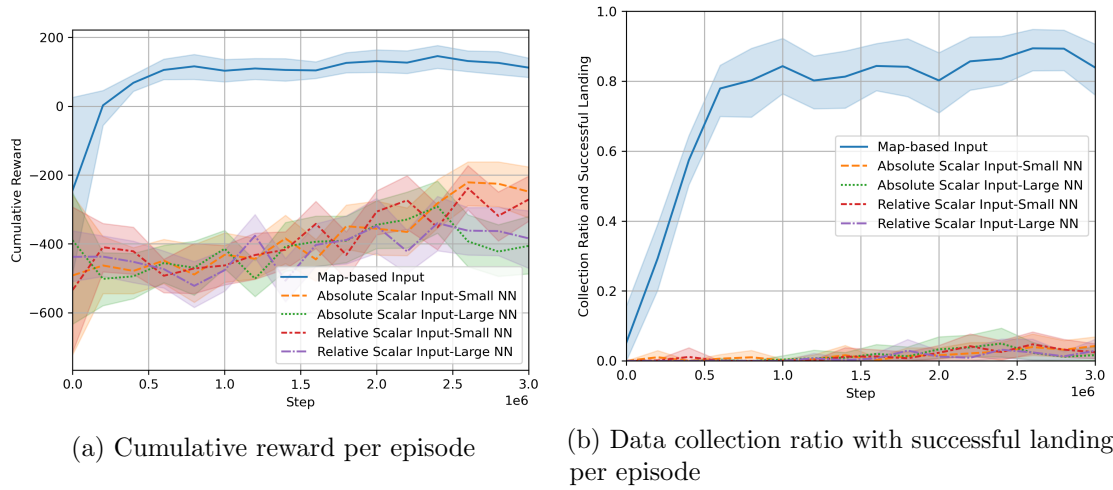 200
0
−200
−400
−600
Cumulative Reward
Map-based Input
Absolute Scalar Input-Small NN
Absolute Scalar Input-Large NN
Relative Scalar Input-Small NN
Relative Scalar Input-Large NN
0.0 0.5 1.0 1.5 2.0 2.5 3.0
Step
1e6
(a) Cumulative reward per episode
1.0
0.8
0.6
0.4
0.2
0.0
Collection Ratio and Successful Landing
Map-based Input
Absolute Scalar Input-Small NN
Absolute Scalar Input-Large NN
Relative Scalar Input-Small NN
Relative Scalar Input-Large NN
0.0 0.5 1.0 1.5 2.0 2.5 3.0
Step
1e6
(b) Data collection ratio with successful landing
per episode